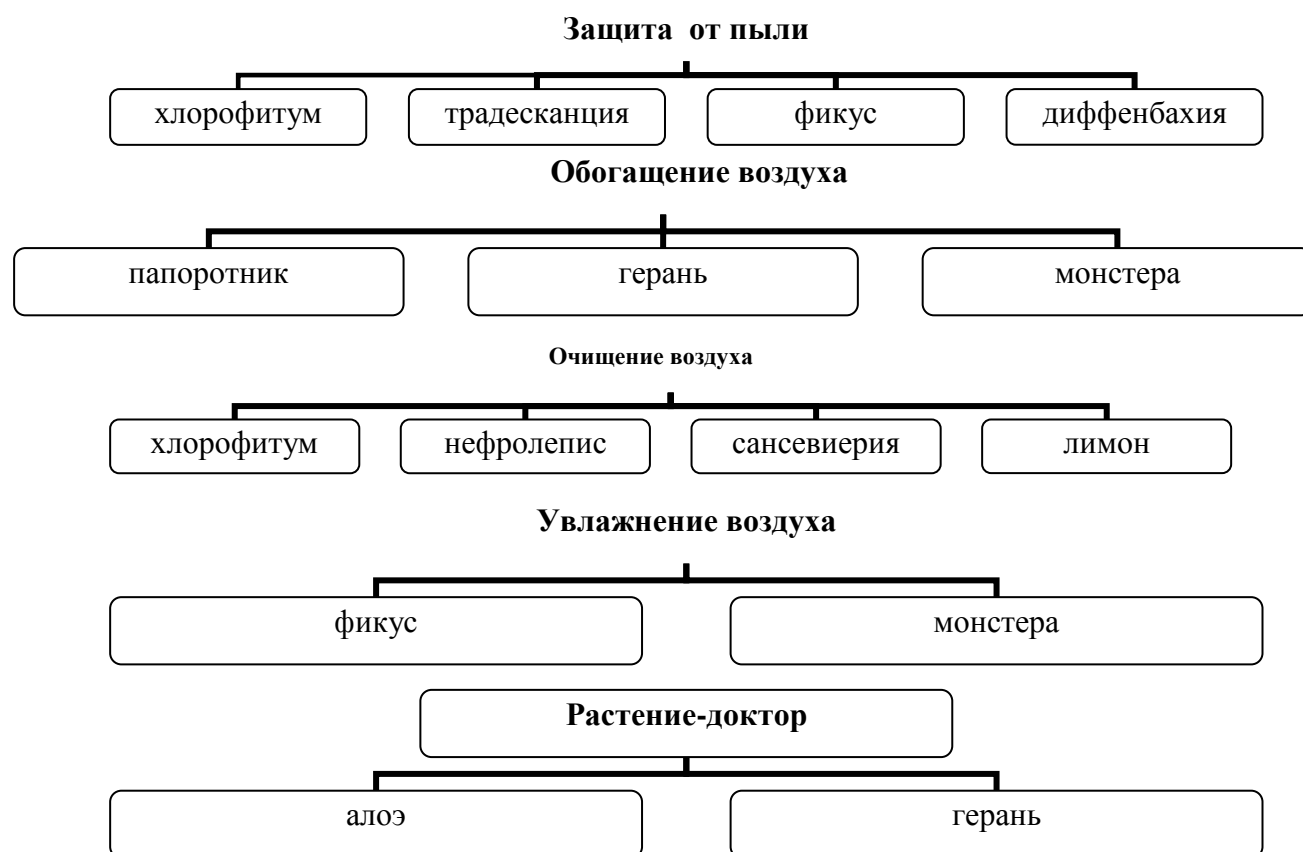 Защита от пыли
хлорофитум традесканция фикус диффенбахия
Обогащение воздуха
папоротник герань монстера
Очищение воздуха
хлорофитум нефролепис сансевиерия лимон
Увлажнение воздуха
фикус монстера
Растение-доктор
алоэ герань